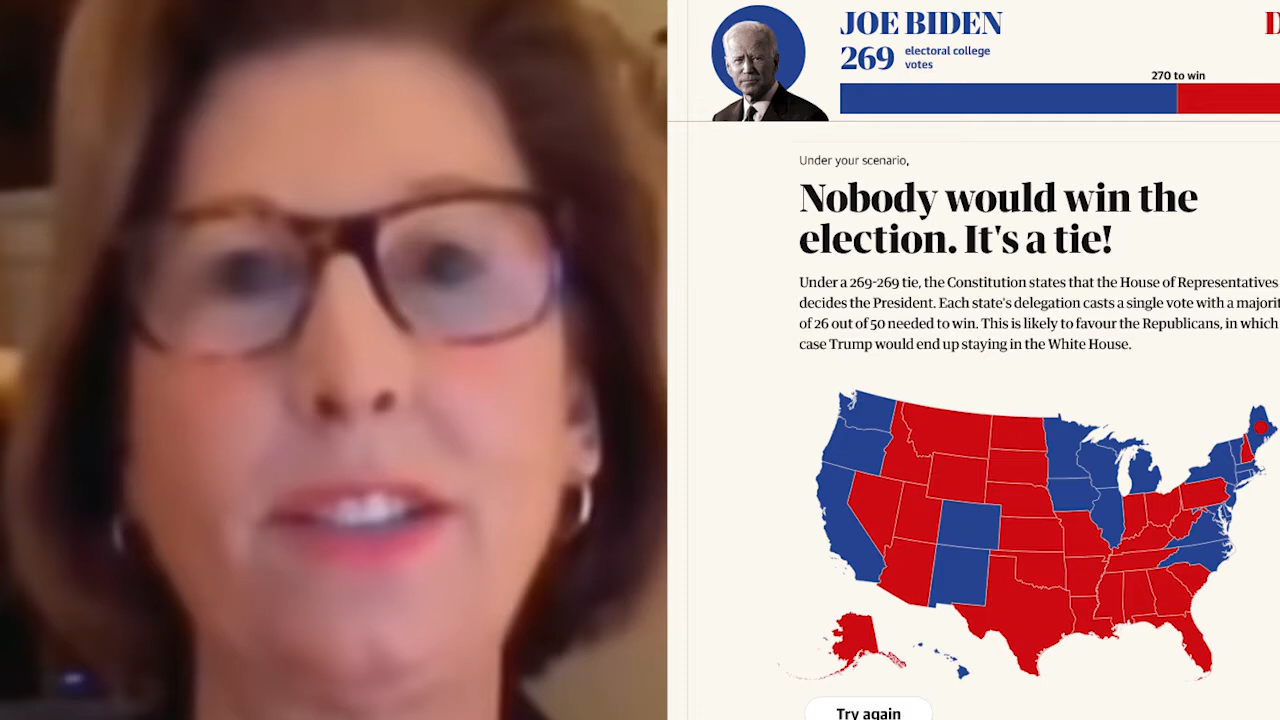 JOE BIDEN
D
269 electoral college
votes
270 to win
Under your scenario,
Nobody would win the
election. It's a tie!
Under a 269-269 tie, the Constitution states that the House of Representatives
decides the President. Each state's delegation casts a single vote with a majorit
of 26 out of 50 needed to win. This is likely to favour the Republicans, in which
case Trump would end up staying in the White House.
Try again